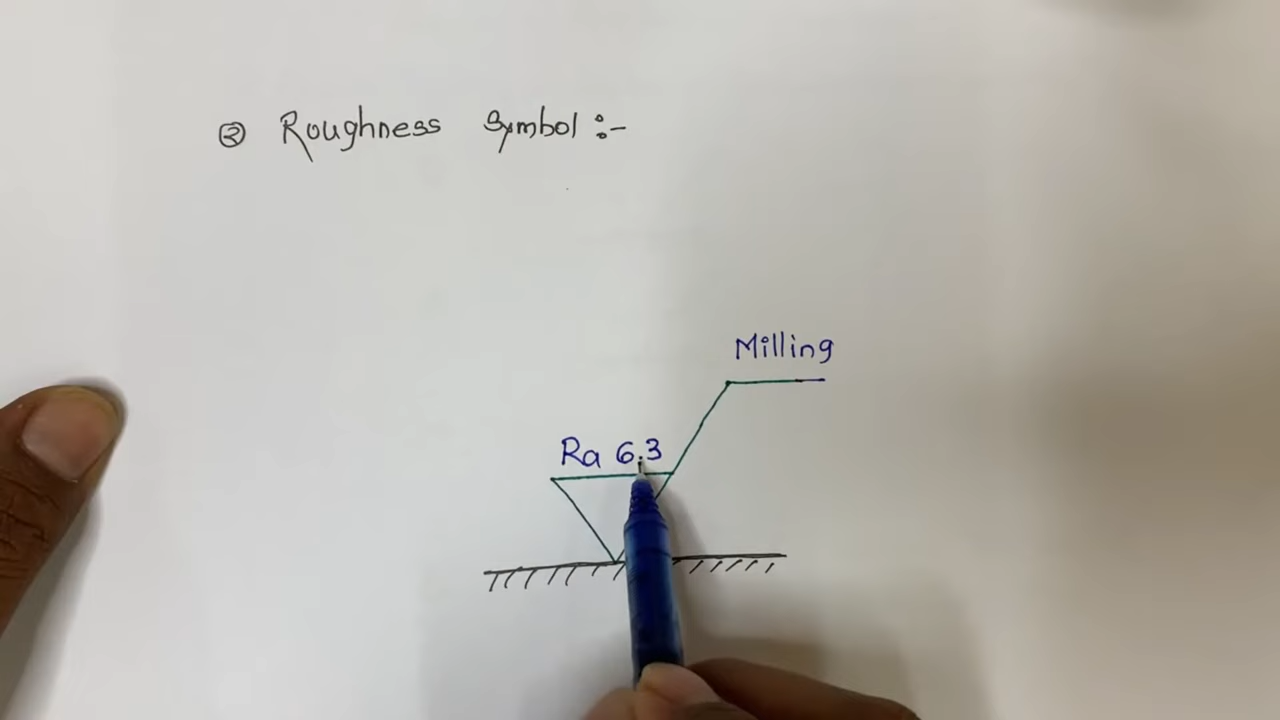 ② Roughness Symbol :-
Milling
Ra 6.3